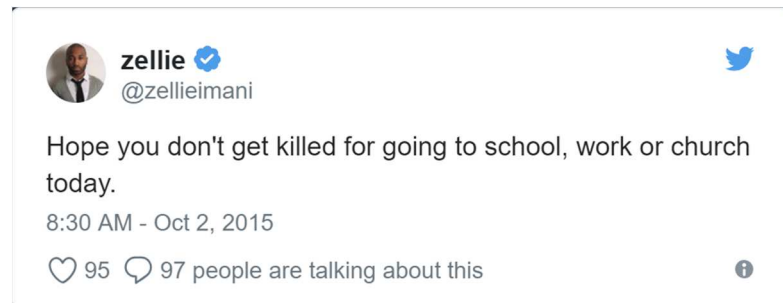 zellie
@zellieimani
Hope you don't get killed for going to school, work or church
today.
8:30 AM - Oct 2, 2015
95 97 people are talking about this